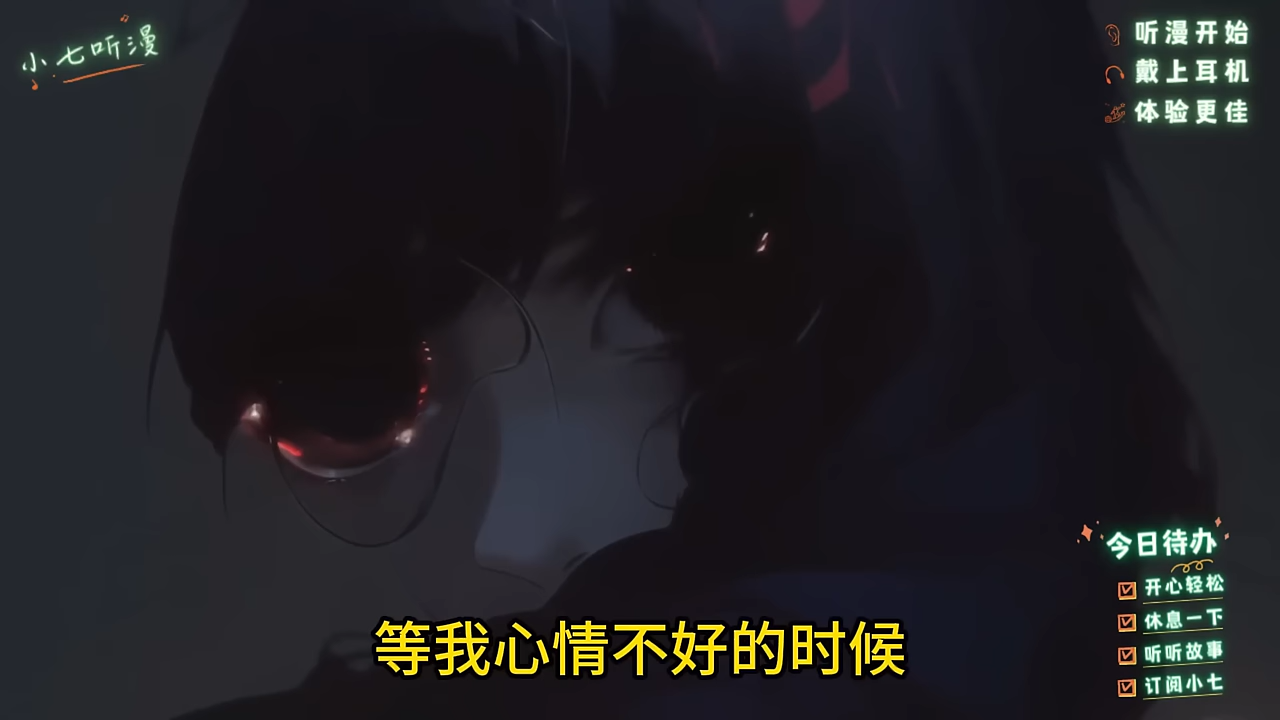 小七听漫
听漫开始
戴上耳机
体验更佳
今日待办
开心轻松
休息一下
听听故事
订阅小七
等我心情不好的时候